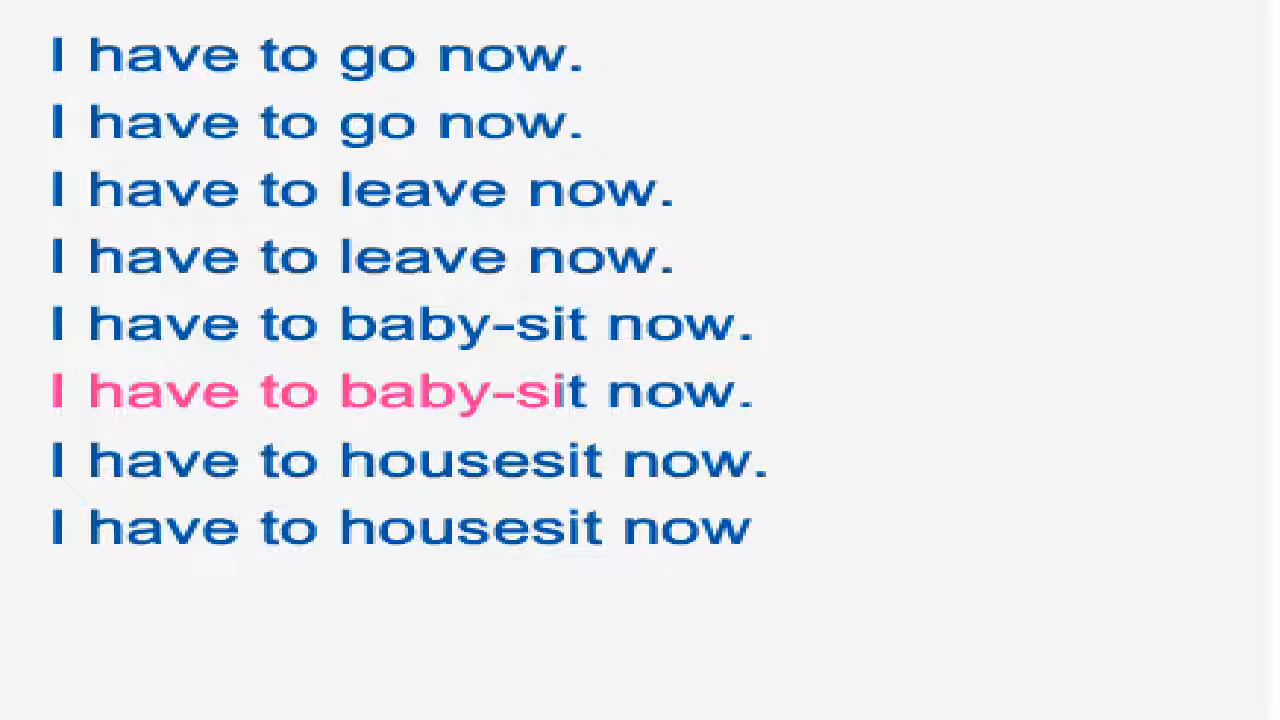 I have to go now.
I have to go now.
I have to leave now.
I have to leave now.
I have to baby-sit now.
I have to baby-sit now.
I have to housesit now.
I have to housesit now